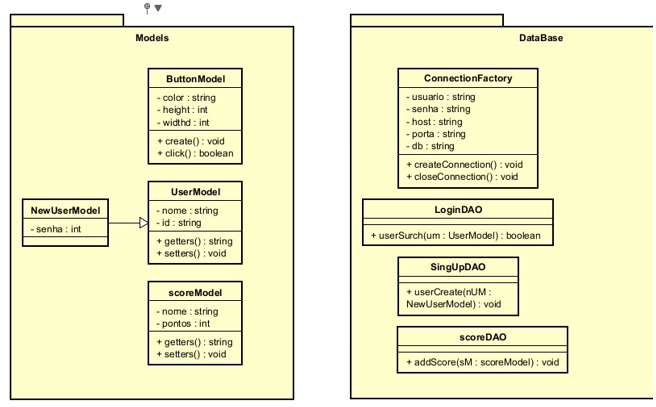 Models
ButtonModel
- color : string
- height : int
- widthd : int
+ create() : void
+ click() : boolean
UserModel
- nome : string
- id : string
+ getters() : string
+ setters() : void
NewUserModel
- senha : int
scoreModel
- nome : string
- pontos : int
+ getters() : string
+ setters() : void
DataBase
ConnectionFactory
- usuario : string
- senha : string
- host : string
- porta : string
- db : string
+ createConnection() : void
+ closeConnection() : void
LoginDAO
+ userSurch(um : UserModel) : boolean
SingUpDAO
+ userCreate(nUM :
NewUserModel) : void
scoreDAO
+ addScore(sM : scoreModel) : void